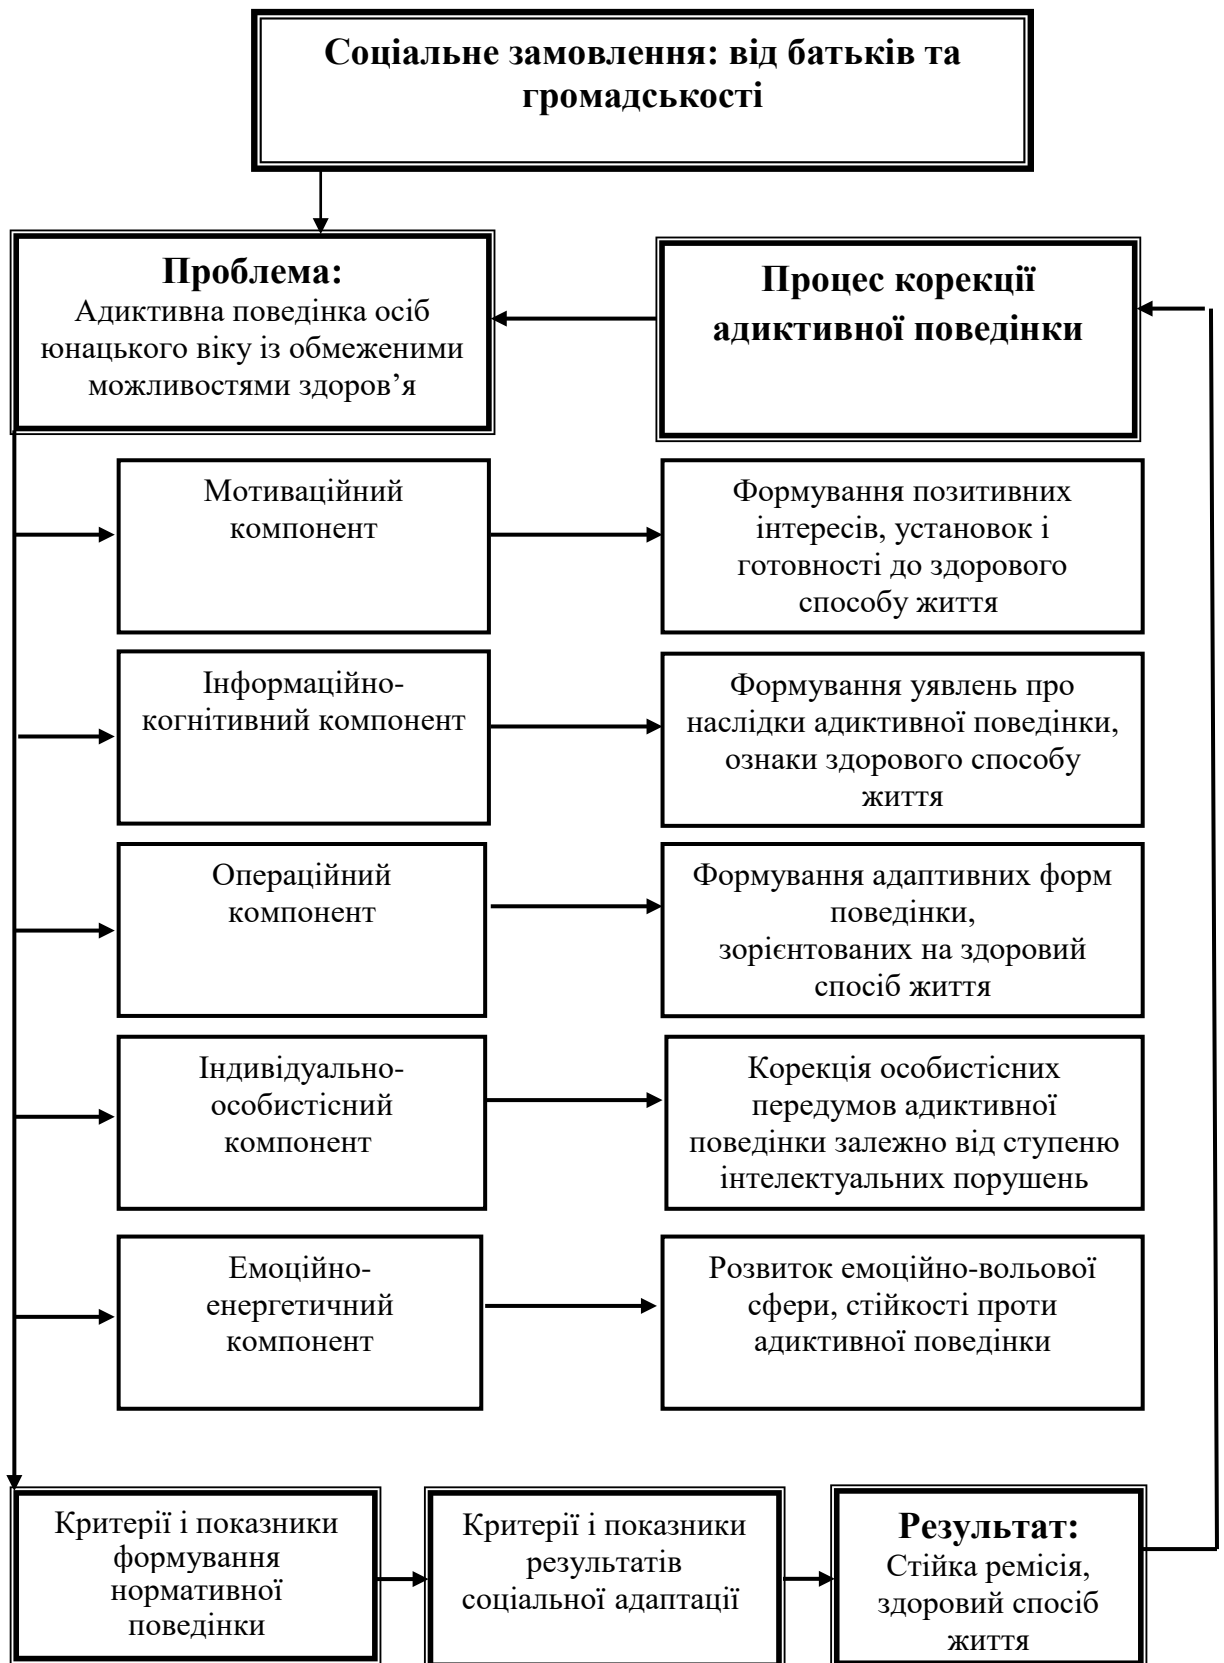 Соціальне замовлення: від батьків та
громадськості
Проблема:
Адиктивна поведінка осіб
юнацького віку із обмеженими
можливостями здоров’я
Процес корекції
адиктивної поведінки
Мотиваційний
компонент
Формування позитивних
інтересів, установок і
готовності до здорового
способу життя
Інформаційно-
когнітивний компонент
Формування уявлень про
наслідки адиктивної поведінки,
ознаки здорового способу
життя
Операційний
компонент
Формування адаптивних форм
поведінки,
зорієнтованих на здоровий
спосіб життя
Індивідуально-
особистісний
компонент
Корекція особистісних
передумов адиктивної
поведінки залежно від ступеню
інтелектуальних порушень
Емоційно-
енергетичний
компонент
Розвиток емоційно-вольової
сфери, стійкості проти
адиктивної поведінки
Критерії і показники
формування
нормативної
поведінки
Критерії і показники
результатів
соціальної адаптації
Результат:
Стійка ремісія,
здоровий спосіб
життя